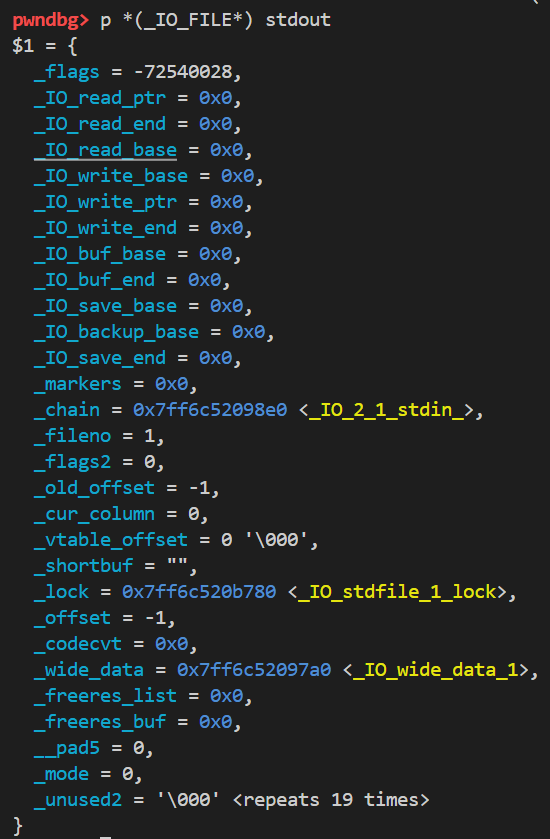 pwndbg> p *(_IO_FILE*) stdout
$1 = {
  _flags = -72540028,
  _IO_read_ptr = 0x0,
  _IO_read_end = 0x0,
  _IO_read_base = 0x0,
  _IO_write_base = 0x0,
  _IO_write_ptr = 0x0,
  _IO_write_end = 0x0,
  _IO_buf_base = 0x0,
  _IO_buf_end = 0x0,
  _IO_save_base = 0x0,
  _IO_backup_base = 0x0,
  _IO_save_end = 0x0,
  _markers = 0x0,
  _chain = 0x7ff6c52098e0 <_IO_2_1_stdin_>,
  _fileno = 1,
  _flags2 = 0,
  _old_offset = -1,
  _cur_column = 0,
  _vtable_offset = 0 '\000',
  _shortbuf = "",
  _lock = 0x7ff6c520b780 <_IO_stdfile_1_lock>,
  _offset = -1,
  _codecvt = 0x0,
  _wide_data = 0x7ff6c52097a0 <_IO_wide_data_1>,
  _freeres_list = 0x0,
  _freeres_buf = 0x0,
  __pad5 = 0,
  _mode = 0,
  _unused2 = '\000' <repeats 19 times>
}